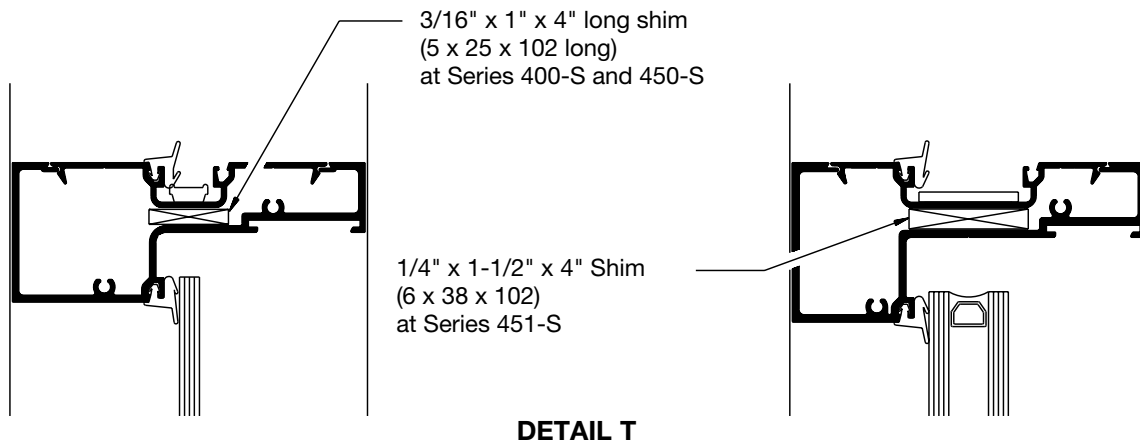 3/16" x 1" x 4" long shim
(5 x 25 x 102 long)
at Series 400-S and 450-S
1/4" x 1-1/2" x 4" Shim
(6 x 38 x 102)
at Series 451-S
DETAIL T